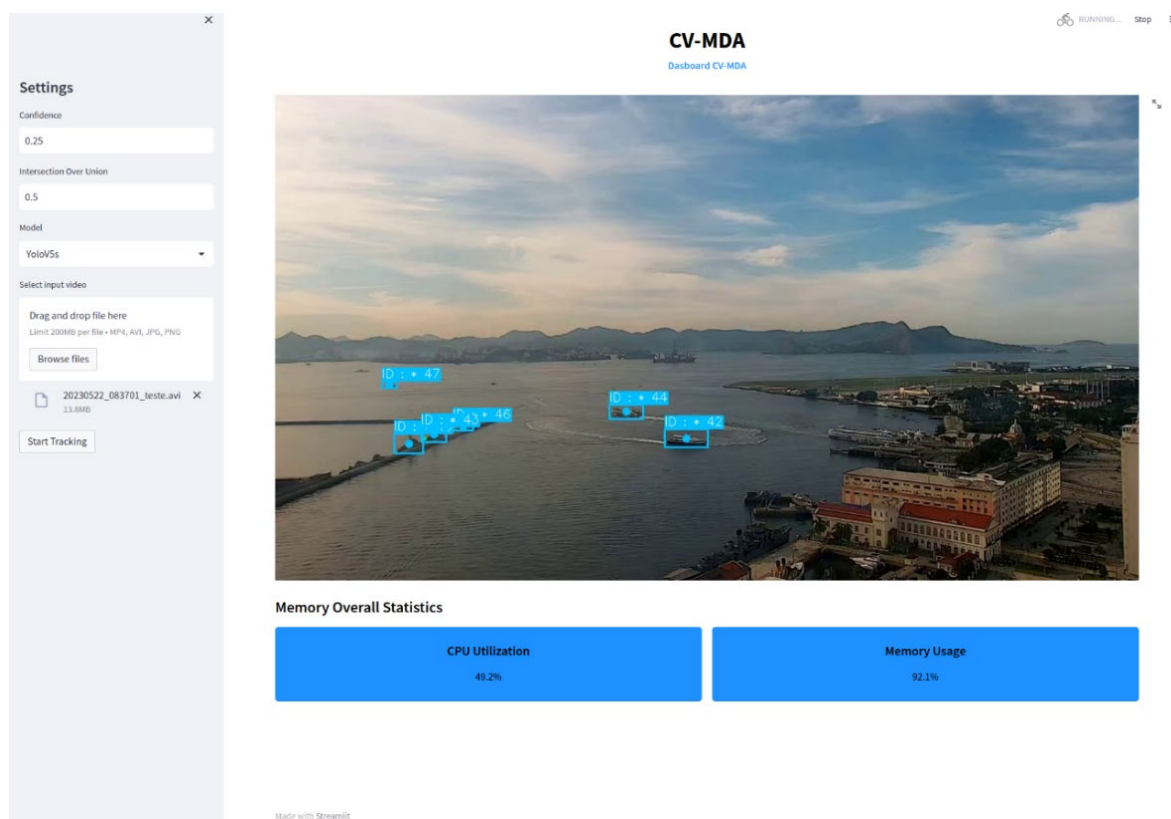 RUNNING...
Stop
CV-MDA
Dasboard CV-MDA
Settings
Confidence
0.25
Intersection Over Union
0.5
Model
YoloV5s
Select input video
Drag and drop file here
Limit 200MB per file • MP4, AVI, JPG, PNG
Browse files
20230522_083701_teste.avi
13.8MB
Start Tracking
ID : • 47
ID : • 44
ID : • 46
ID : • 43
ID : • 42
Memory Overall Statistics
CPU Utilization
49.2%
Memory Usage
92.1%
Made with Streamlit